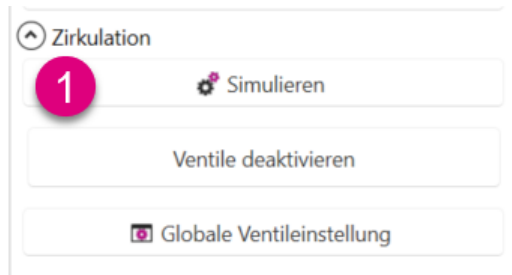 Zirkulation
1
Simulieren
Ventile deaktivieren
Globale Ventileinstellung